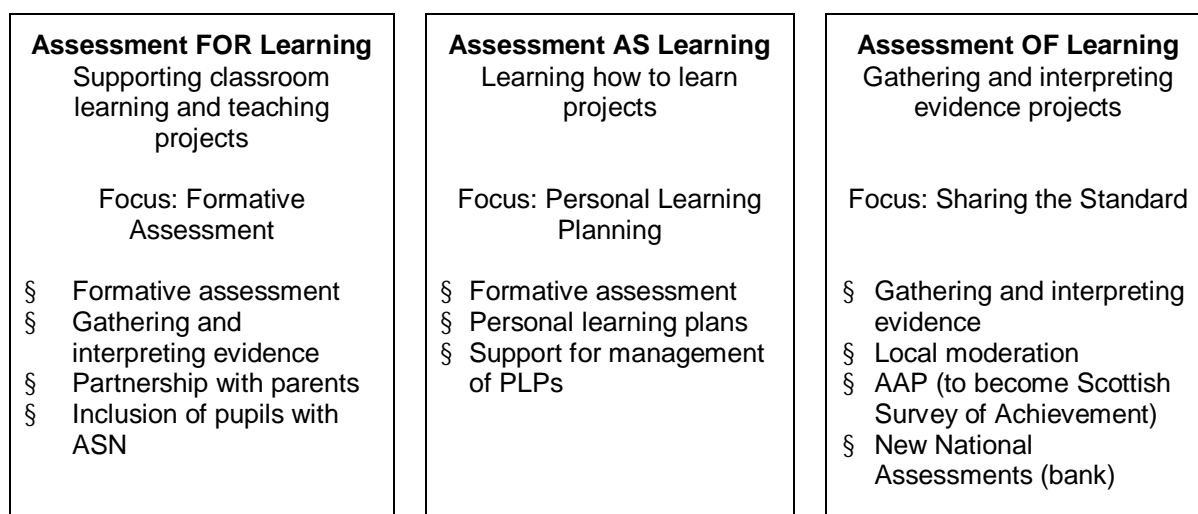 Assessment FOR Learning
Supporting classroom
learning and teaching
projects
Focus: Formative
Assessment
§ Formative assessment
§ Gathering and
interpreting evidence
§ Partnership with parents
§ Inclusion of pupils with
ASN
Assessment AS Learning
Learning how to learn
projects
Focus: Personal Learning
Planning
§ Formative assessment
§ Personal learning plans
§ Support for management
of PLPs
Assessment OF Learning
Gathering and interpreting
evidence projects
Focus: Sharing the Standard
§ Gathering and interpreting
evidence
§ Local moderation
§ AAP (to become Scottish
Survey of Achievement)
§ New National
Assessments (bank)